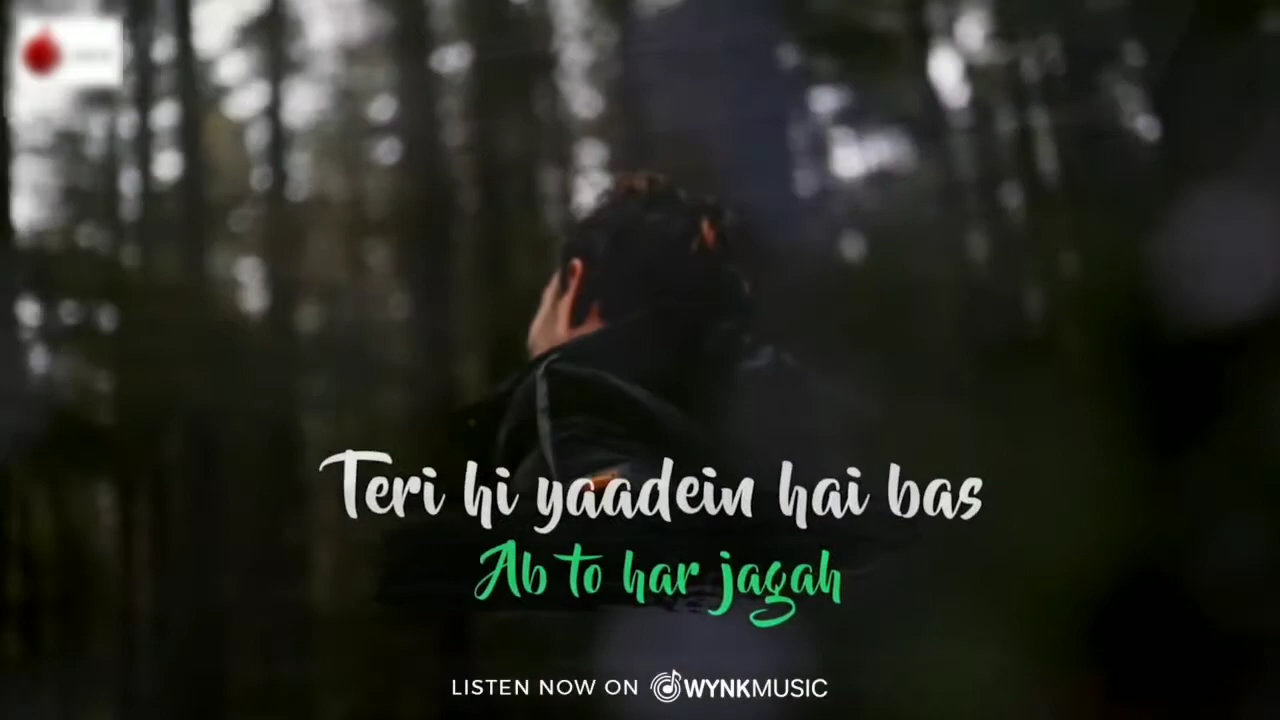 Teri hi yaadein hai bas
Ab to har jagah
LISTEN NOW ON WYNKMUSIC